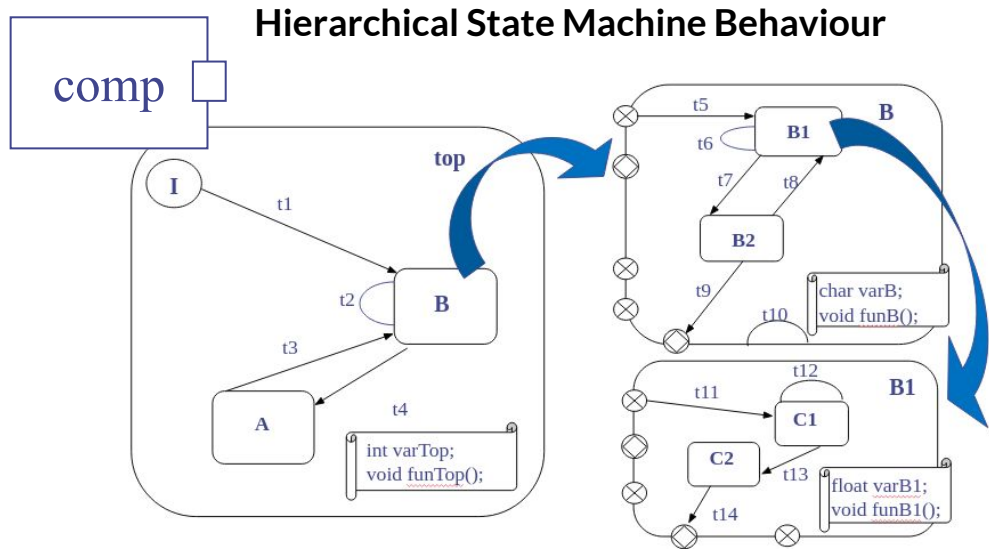 Hierarchical State Machine Behaviour
comp
I
t1
top
t2
B
t3
A
t4
int varTop;
void funTop();
B
t5
B1
t6
t7
t8
B2
t9
t10
char varB;
void funB();
B1
t11
t12
C1
C2
t13
t14
float varB1;
void funB1();